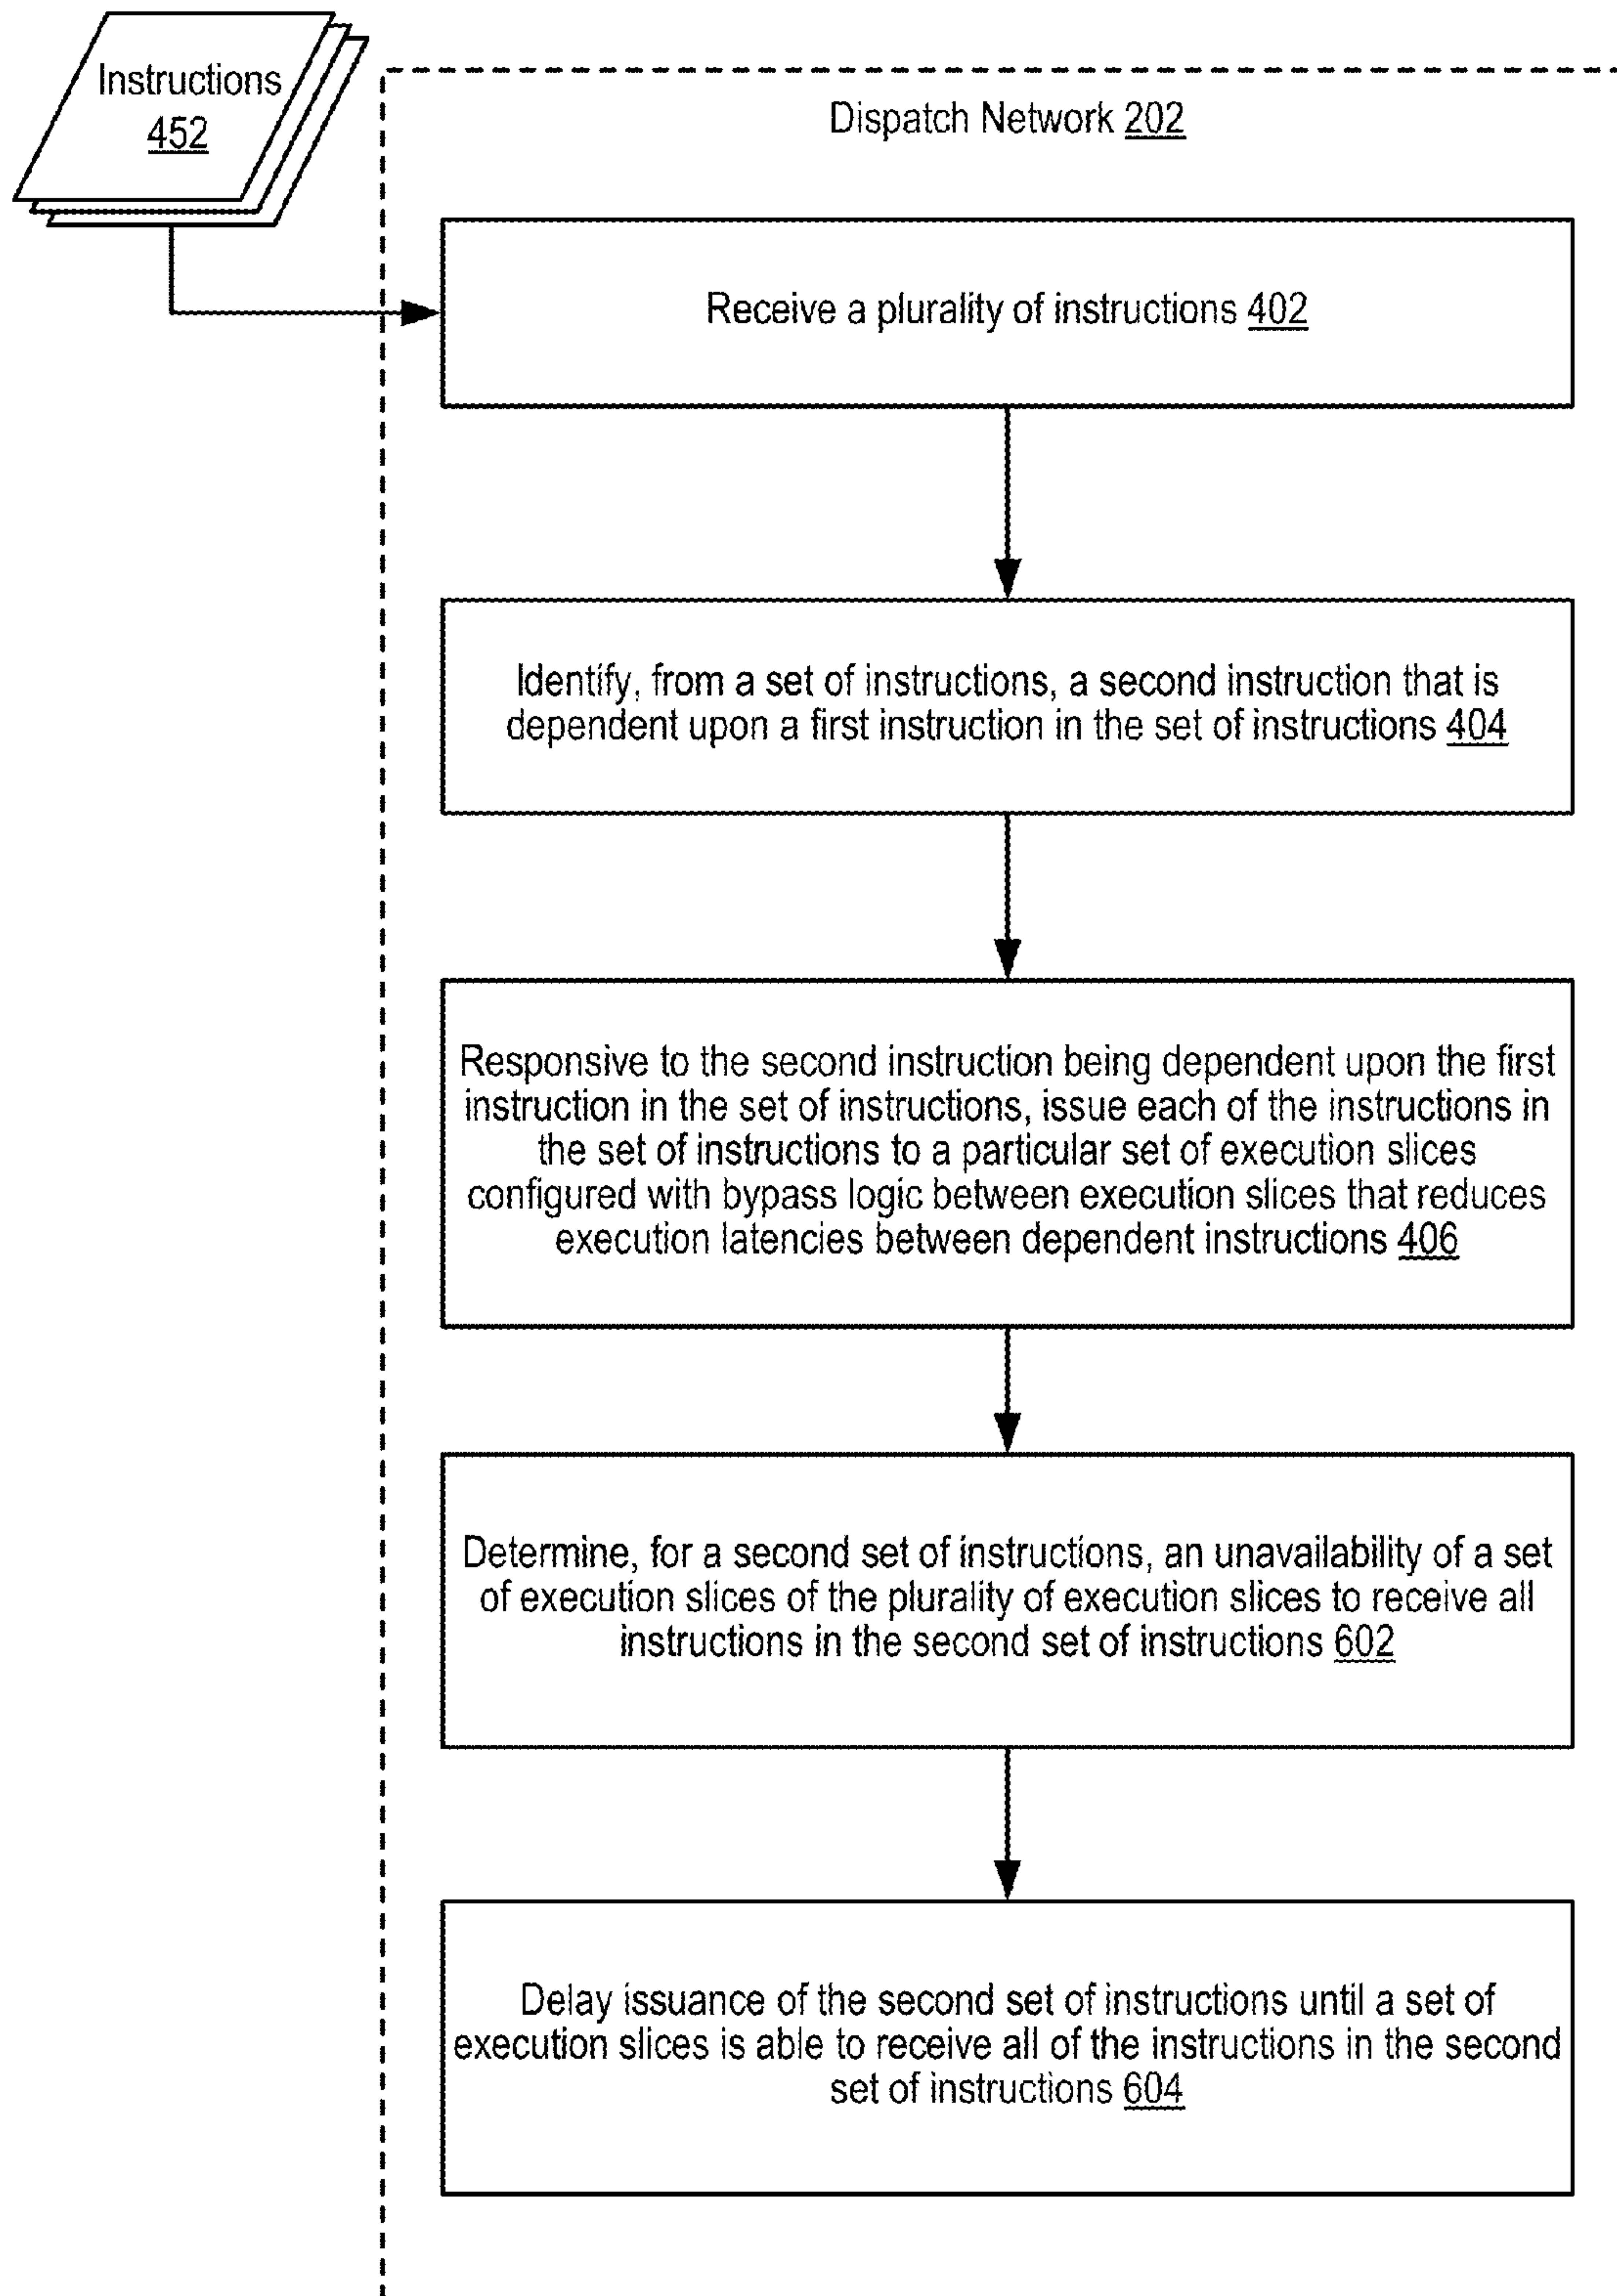 Instructions
452
Dispatch Network 202
Receive a plurality of instructions 402
Identify, from a set of instructions, a second instruction that is
dependent upon a first instruction in the set of instructions 404
Responsive to the second instruction being dependent upon the first
instruction in the set of instructions, issue each of the instructions in
the set of instructions to a particular set of execution slices
configured with bypass logic between execution slices that reduces
execution latencies between dependent instructions 406
Determine, for a second set of instructions, an unavailability of a set
of execution slices of the plurality of execution slices to receive all
instructions in the second set of instructions 602
Delay issuance of the second set of instructions until a set of
execution slices is able to receive all of the instructions in the second
set of instructions 604